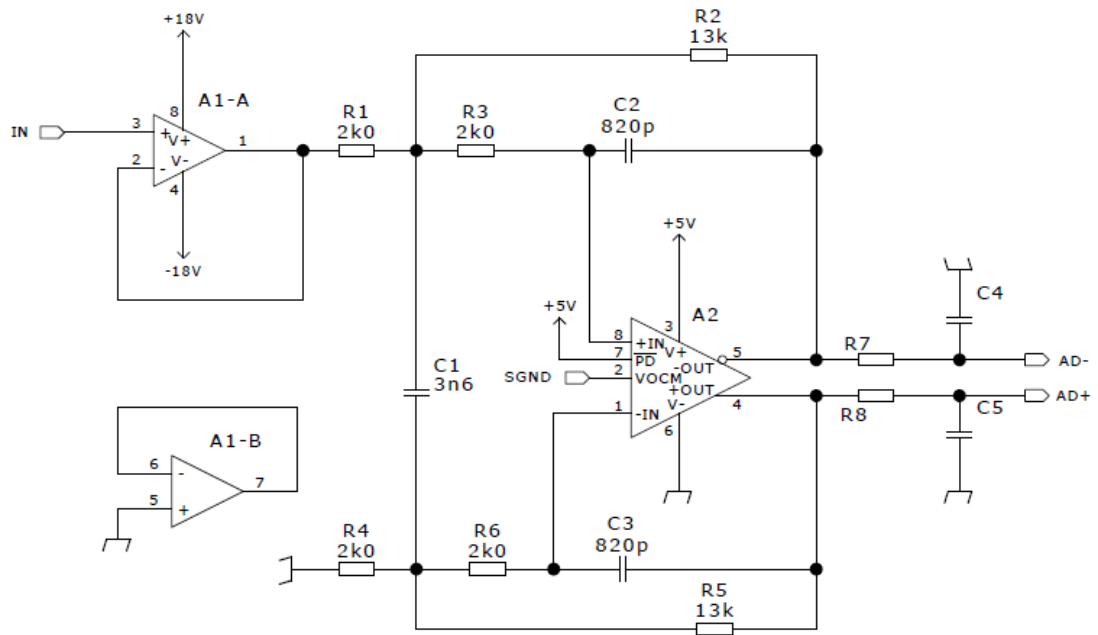 +18V
R2
13k
A1-A
8
R1
2k0
R3
2k0
C2
820p
IN
3
+
V+
1
2
-
V-
4
-18V
+5V
C4
3
A2
+5V
8
+IN
V+
5
R7
7
PD
-OUT
AD-
C1
3n6
SGND
2
VOCM
+OUT
4
AD+
1
-IN
V-
R8
C5
6
A1-B
6
-
7
5
+
R4
2k0
R6
2k0
C3
820p
R5
13k